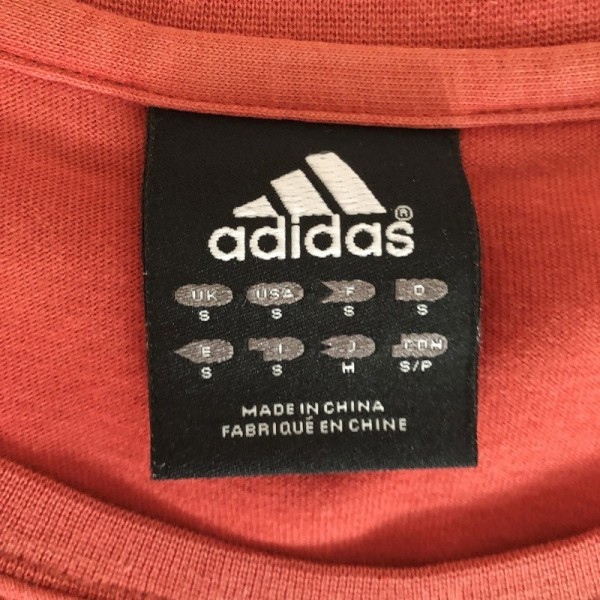 adidas®
UK USA F D
S S S S
E I J CDN
S S M S/P
MADE IN CHINA
FABRIQUÉ EN CHINE